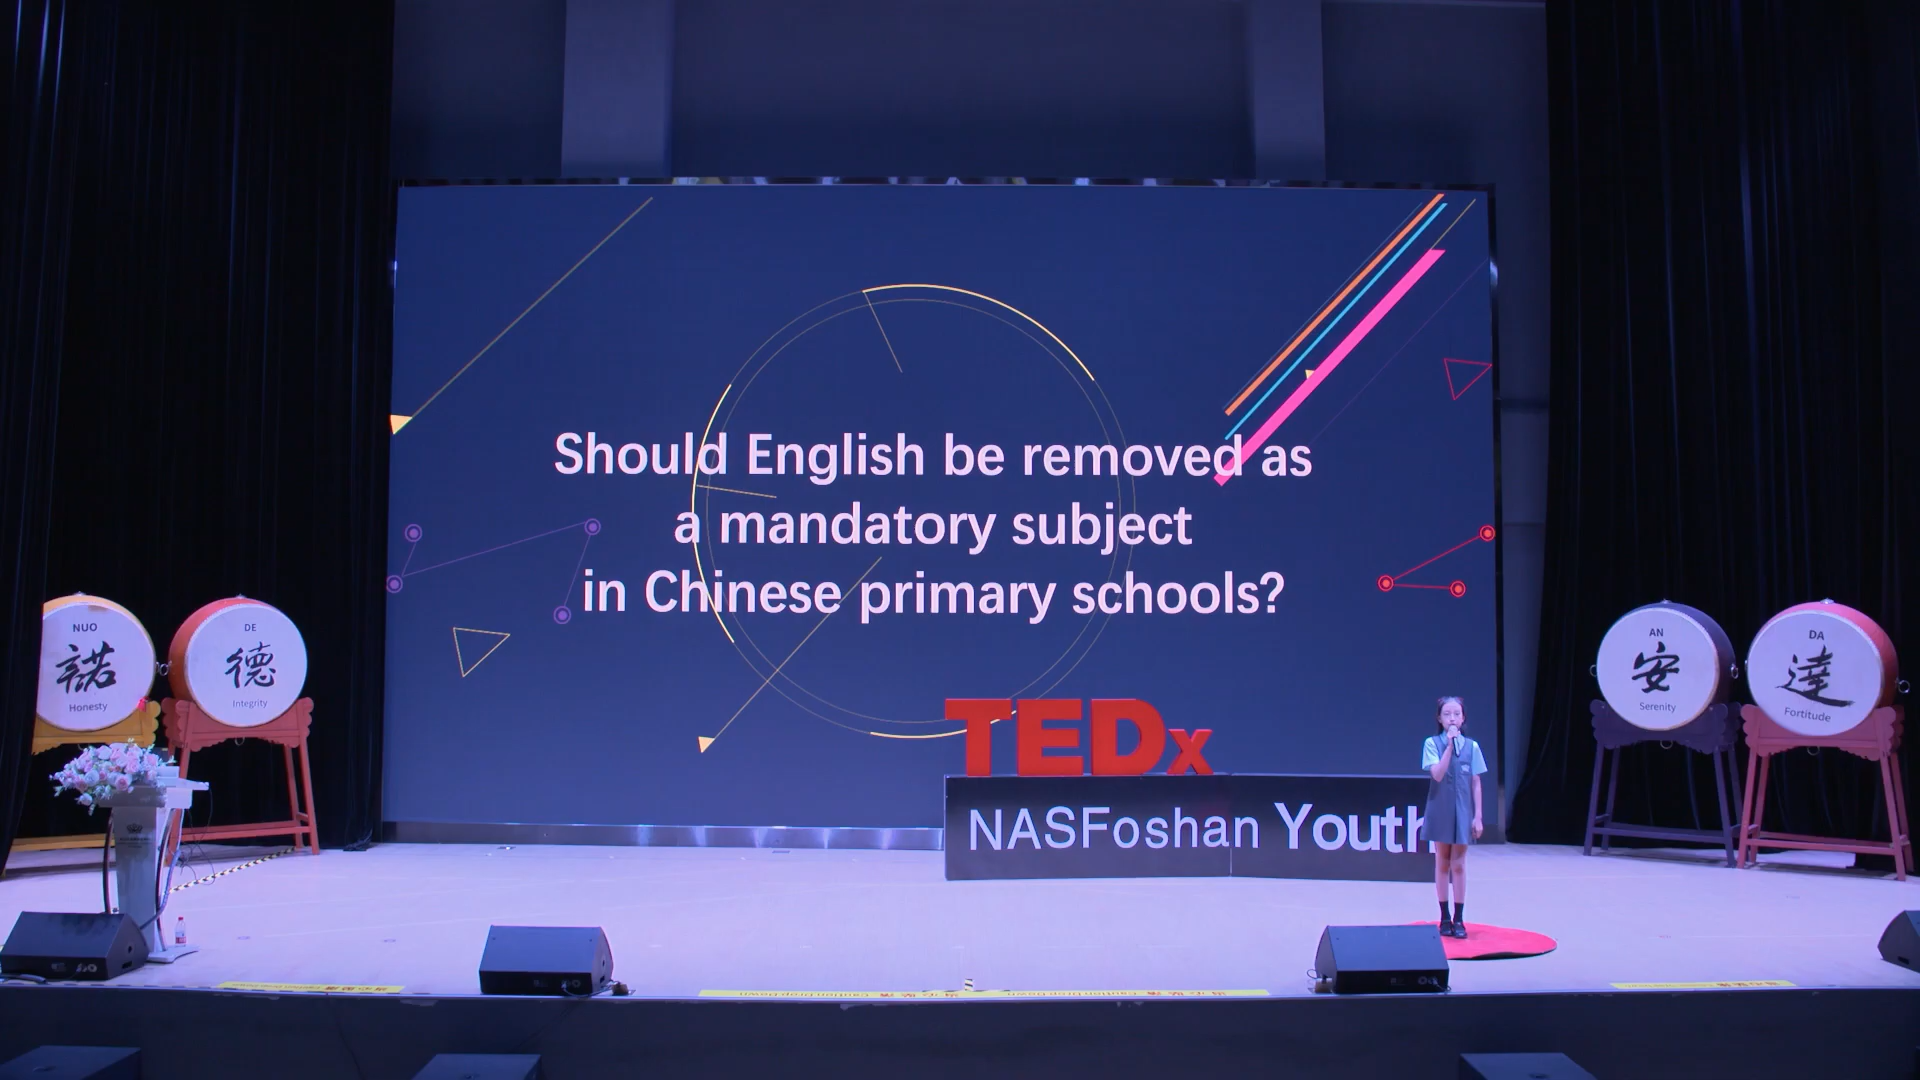 Should English be removed as
a mandatory subject
in Chinese primary schools?
TEDx
NASFoshan Youth
NUO
諾
Honesty
DE
德
Integrity
AN
安
Serenity
DA
達
Fortitude